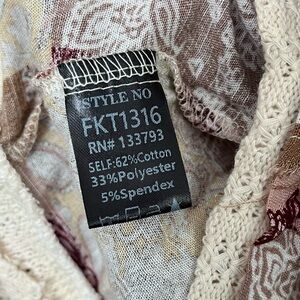 STYLE NO
FKT1316
RN# 133793
SELF:62%Cotton
33%Polyester
5%Spendex